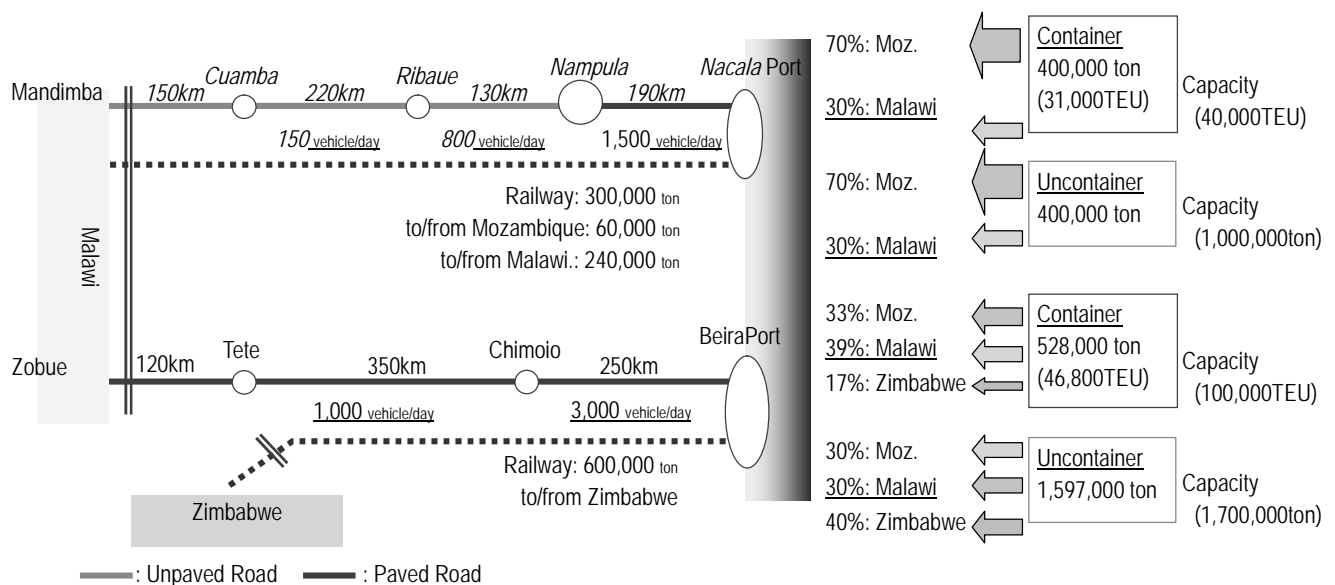 70%: Moz.
Container
400,000 ton
(31,000TEU)
Capacity
(40,000TEU)
Mandimba
Cuamba
Ribaue
Nampula
Nacala Port
150km
220km
130km
190km
30%: Malawi
150 vehicle/day
800 vehicle/day
1,500 vehicle/day
70%: Moz.
Uncontainer
400,000 ton
Capacity
(1,000,000ton)
Railway: 300,000 ton
to/from Mozambique: 60,000 ton
to/from Malawi.: 240,000 ton
30%: Malawi
Malawi
33%: Moz.
Container
528,000 ton
(46,800TEU)
Capacity
(100,000TEU)
39%: Malawi
17%: Zimbabwe
Zobue
Tete
Chimoio
BeiraPort
120km
350km
250km
1,000 vehicle/day
3,000 vehicle/day
30%: Moz.
Uncontainer
1,597,000 ton
Capacity
(1,700,000ton)
Railway: 600,000 ton
to/from Zimbabwe
30%: Malawi
40%: Zimbabwe
Zimbabwe
: Unpaved Road
: Paved Road